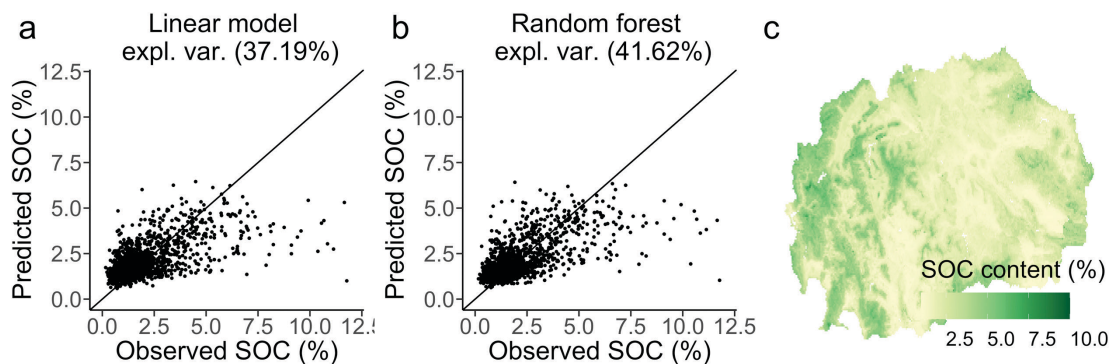 a
Linear model
expl. var. (37.19%)
Predicted SOC (%)
12.5
10.0
7.5
5.0
2.5
0.0
0.0 2.5 5.0 7.5 10.0 12.5
Observed SOC (%)
b
Random forest
expl. var. (41.62%)
Predicted SOC (%)
12.5
10.0
7.5
5.0
2.5
0.0
0.0 2.5 5.0 7.5 10.0 12.5
Observed SOC (%)
c
SOC content (%)
2.5 5.0 7.5 10.0